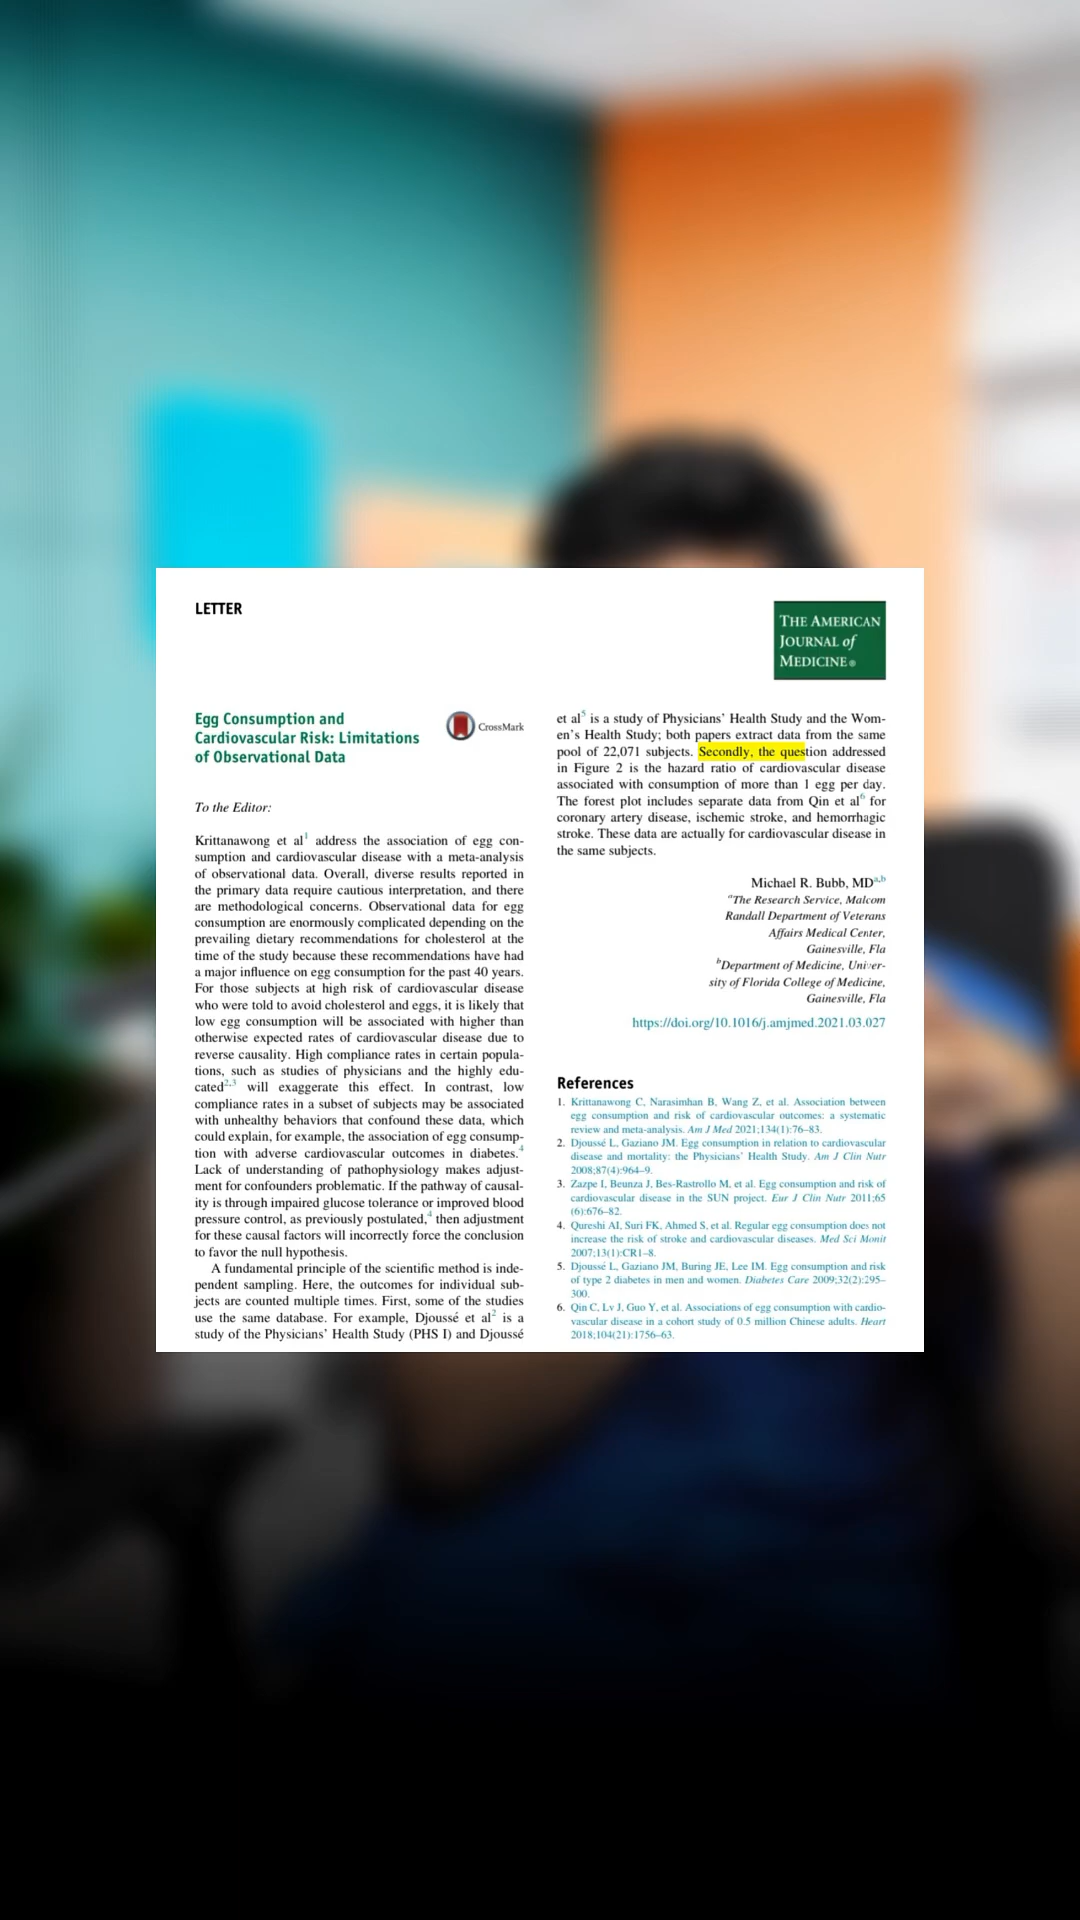 LETTER
THE AMERICAN
JOURNAL of
MEDICINE®
Egg Consumption and
Cardiovascular Risk: Limitations
of Observational Data
CrossMark
To the Editor:
Krittanawong et al1 address the association of egg con-
sumption and cardiovascular disease with a meta-analysis
of observational data. Overall, diverse results reported in
the primary data require cautious interpretation, and there
are methodological concerns. Observational data for egg
consumption are enormously complicated depending on the
prevailing dietary recommendations for cholesterol at the
time of the study because these recommendations have had
a major influence on egg consumption for the past 40 years.
For those subjects at high risk of cardiovascular disease
who were told to avoid cholesterol and eggs, it is likely that
low egg consumption will be associated with higher than
otherwise expected rates of cardiovascular disease due to
reverse causality. High compliance rates in certain popula-
tions, such as studies of physicians and the highly edu-
cated2,3 will exaggerate this effect. In contrast, low
compliance rates in a subset of subjects may be associated
with unhealthy behaviors that confound these data, which
could explain, for example, the association of egg consump-
tion with adverse cardiovascular outcomes in diabetes.4
Lack of understanding of pathophysiology makes adjust-
ment for confounders problematic. If the pathway of causal-
ity is through impaired glucose tolerance or improved blood
pressure control, as previously postulated,4 then adjustment
for these causal factors will incorrectly force the conclusion
to favor the null hypothesis.
A fundamental principle of the scientific method is inde-
pendent sampling. Here, the outcomes for individual sub-
jects are counted multiple times. First, some of the studies
use the same database. For example, Djoussé et al2 is a
study of the Physicians' Health Study (PHS I) and Djoussé
et al5 is a study of Physicians' Health Study and the Wom-
en's Health Study; both papers extract data from the same
pool of 22,071 subjects. Secondly, the question addressed
in Figure 2 is the hazard ratio of cardiovascular disease
associated with consumption of more than 1 egg per day.
The forest plot includes separate data from Qin et al6 for
coronary artery disease, ischemic stroke, and hemorrhagic
stroke. These data are actually for cardiovascular disease in
the same subjects.
Michael R. Bubb, MDa,b
aThe Research Service, Malcom
Randall Department of Veterans
Affairs Medical Center,
Gainesville, Fla
bDepartment of Medicine, Univer-
sity of Florida College of Medicine,
Gainesville, Fla
https://doi.org/10.1016/j.amjmed.2021.03.027
References
1. Krittanawong C, Narasimhan B, Wang Z, et al. Association between
egg consumption and risk of cardiovascular outcomes: a systematic
review and meta-analysis. Am J Med 2021;134(1):76–83.
2. Djoussé L, Gaziano JM. Egg consumption in relation to cardiovascular
disease and mortality: the Physicians' Health Study. Am J Clin Nutr
2008;87(4):964–9.
3. Zazpe I, Beunza J, Bes-Rastrollo M, et al. Egg consumption and risk of
cardiovascular disease in the SUN project. Eur J Clin Nutr 2011;65
(6):676–82.
4. Qureshi AI, Suri FK, Ahmed S, et al. Regular egg consumption does not
increase the risk of stroke and cardiovascular diseases. Med Sci Monit
2007;13(1):CR1–8.
5. Djoussé L, Gaziano JM, Buring JE, Lee IM. Egg consumption and risk
of type 2 diabetes in men and women. Diabetes Care 2009;32(2):295–
300.
6. Qin C, Lv J, Guo Y, et al. Associations of egg consumption with cardio-
vascular disease in a cohort study of 0.5 million Chinese adults. Heart
2018;104(21):1756–63.